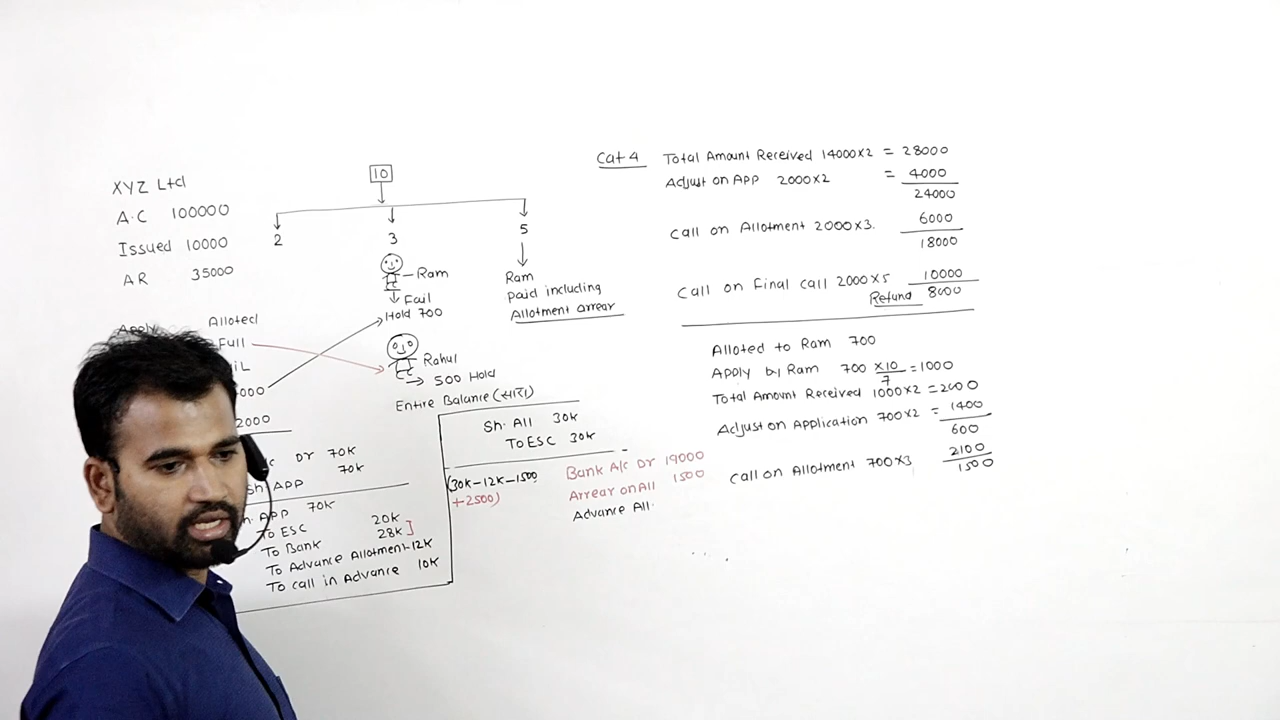 XYZ Ltd
A.C 100000
Issued 10000
AR 35000
Alloted
Full
2000
10
2
3
5
Ram
Fail
Hold 700
Rahul
500 Hold
Entire Balance (सारा)
Ram
Paid including
Allotment arrear
Dr 70K
70K
Sh APP
APP 70K
To ESC 20K
To Bank 28K
To Advance Allotment 12K
To call in Advance 10K
Sh. All 30K
To ESC 30K
(30K-12K-1500
+2500)
Bank A/c Dr 19000
Arrear on All 1500
Advance All.
Cat 4 Total Amount Received 14000x2 = 28000
Adjust on APP 2000x2 = 4000
24000
Call on Allotment 2000x3. 6000
18000
Call on Final call 2000x5 10000
Refund 8000
Alloted to Ram 700
Apply by Ram 700 x10/7 = 1000
Total Amount Received 1000x2 = 2000
Adjust on Application 700x2 = 1400
600
Call on Allotment 700x3 2100
1500